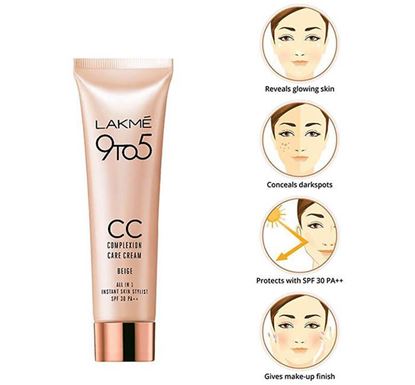 LAKMÉ
9TO5
CC
COMPLEXION
CARE CREAM
BEIGE
ALL IN 1
INSTANT SKIN STYLIST
SPF 30 PA++
Reveals glowing skin
Conceals darkspots
Protects with SPF 30 PA++
Gives make-up finish